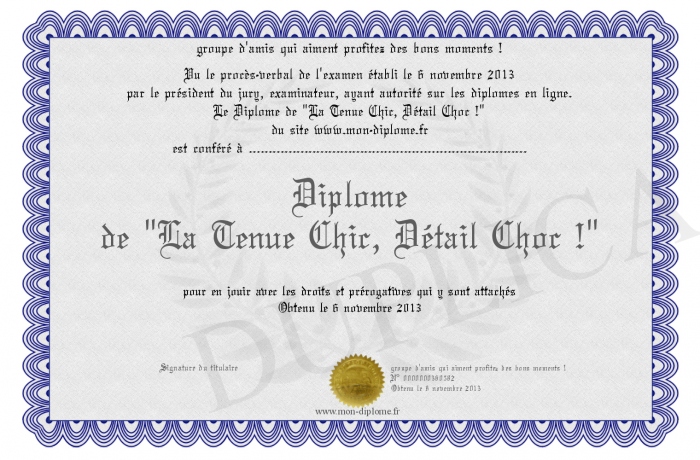 groupe d'amis qui aiment profitez des bons moments !
Vu le procès-verbal de l'examen établi le 6 novembre 2013
par le président du jury, examinateur, ayant autorité sur les diplomes en ligne.
Le Diplome de "La Tenue Chic, Détail Choc !"
du site www.mon-diplome.fr
est conféré à ......................................................................
Diplome
de "La Tenue Chic, Détail Choc !"
DUPLICA
pour en jouir avec les droits et prérogatives qui y sont attachés
Obtenu le 6 novembre 2013
Signature du titulaire
groupe d'amis qui aiment profitez des bons moments !
Obtenu le 6 novembre 2013
www.mon-diplome.fr